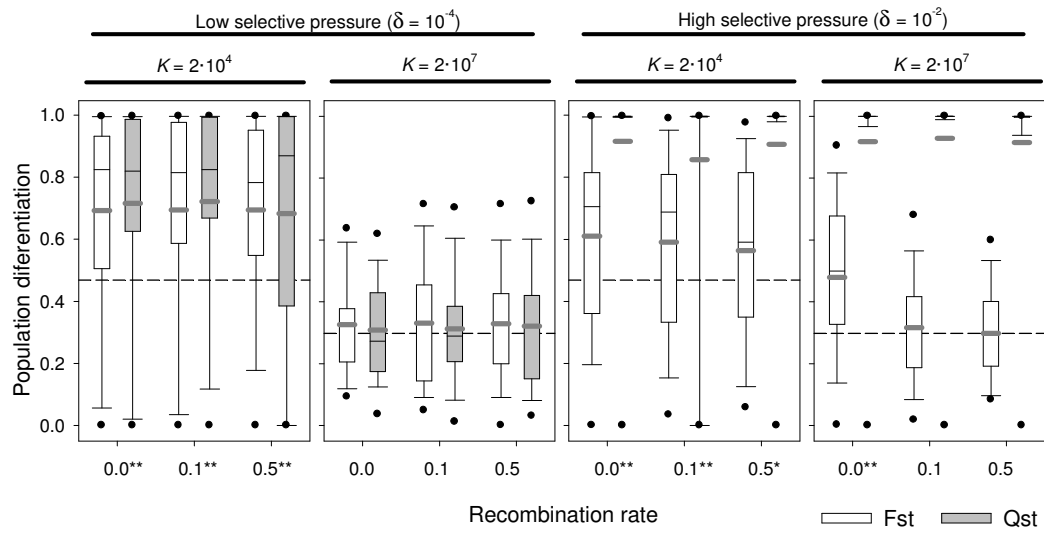 Low selective pressure (δ = 10⁻⁴)
High selective pressure (δ = 10⁻²)
K = 2·10⁴
K = 2·10⁷
K = 2·10⁴
K = 2·10⁷
Population diferentiation
1.0
0.8
0.6
0.4
0.2
0.0
0.0** 0.1** 0.5** 0.0 0.1 0.5 0.0** 0.1** 0.5* 0.0** 0.1 0.5
Recombination rate
Fst Qst